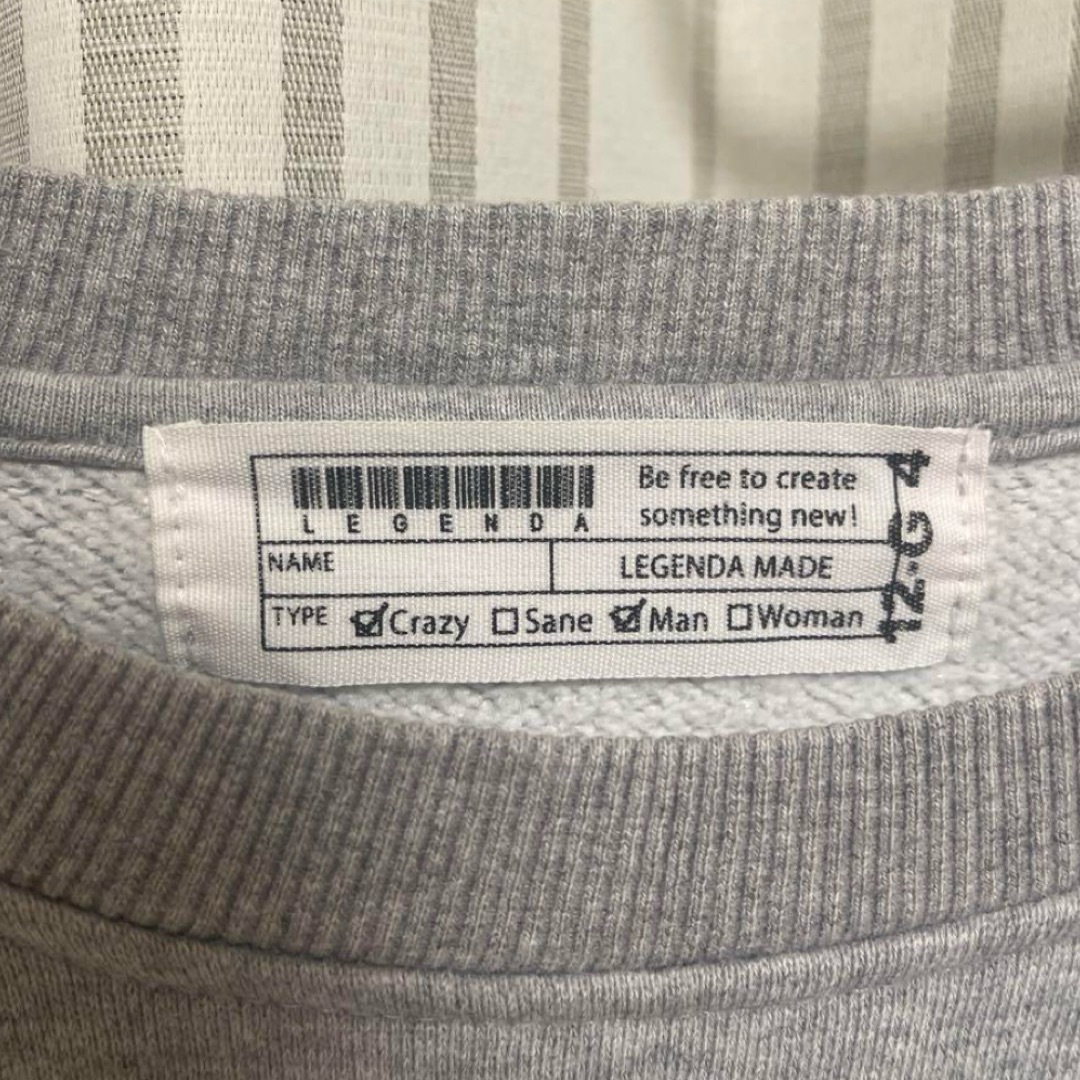 LEGENDA
Be free to create
something new!
NAME
LEGENDA MADE
TYPE ☑Crazy ☐Sane ☑Man ☐Woman
12·G 4